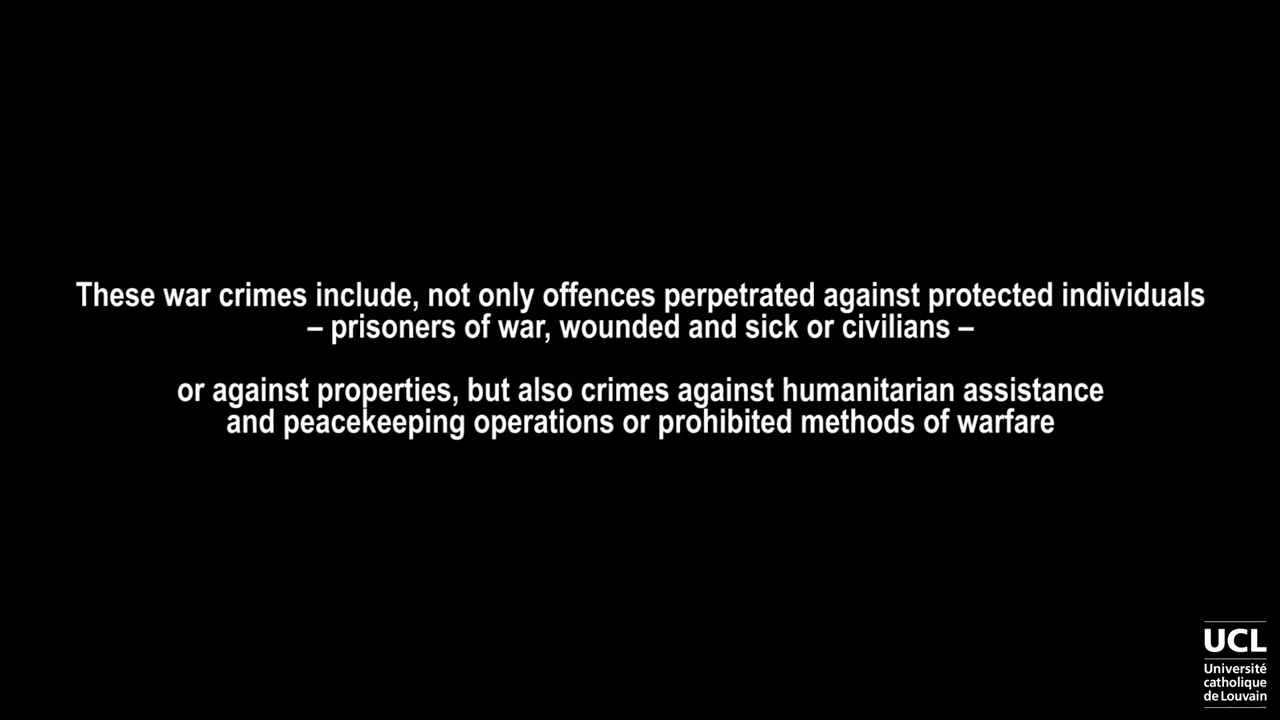 These war crimes include, not only offences perpetrated against protected individuals
– prisoners of war, wounded and sick or civilians –
or against properties, but also crimes against humanitarian assistance
and peacekeeping operations or prohibited methods of warfare
UCL
Université
catholique
de Louvain